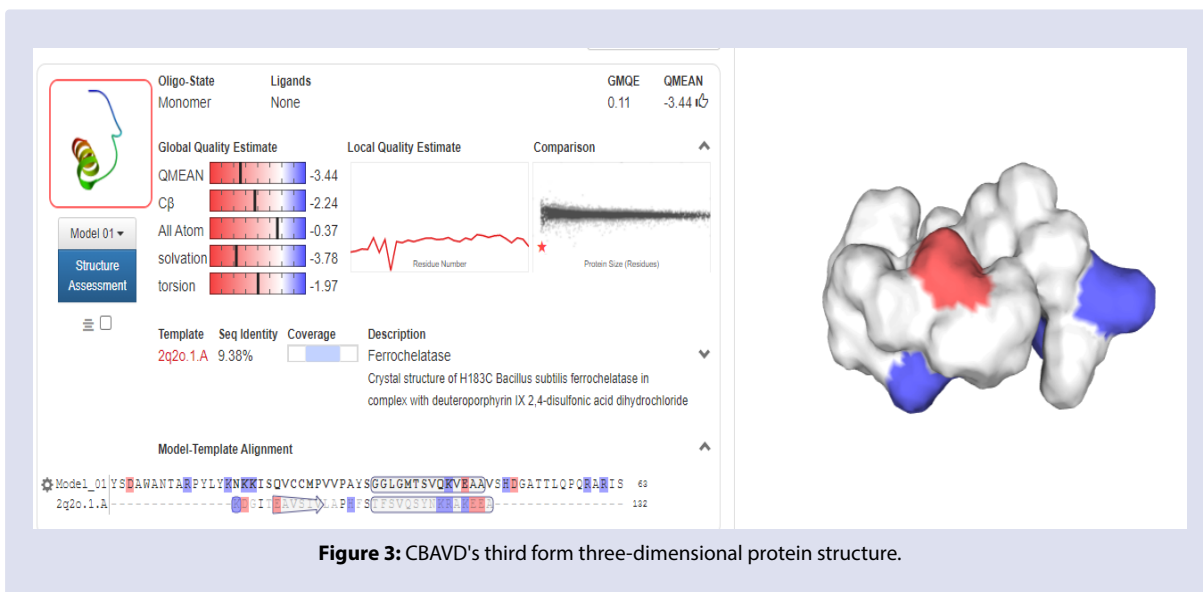 Oligo-State Ligands GMQE QMEAN
Monomer None 0.11 -3.44
Global Quality Estimate Local Quality Estimate Comparison
QMEAN -3.44
Cβ -2.24
All Atom -0.37
solvation -3.78
torsion -1.97
Residue Number
Protein Size (Residues)
Model 01
Structure
Assessment
Template Seq Identity Coverage Description
2q2o.1.A 9.38% Ferrochelatase
Crystal structure of H183C Bacillus subtilis ferrochelatase in
complex with deuteroporphyrin IX 2,4-disulfonic acid dihydrochloride
Model-Template Alignment
Model_01 YSDAWANTARPYLYKNKKISQVCCMPVVPAYSGGLGMTSVQKVEAAVSHDGATTLQPQRARIS 63
2q2o.1.A 132
Figure 3: CBAVD's third form three-dimensional protein structure.